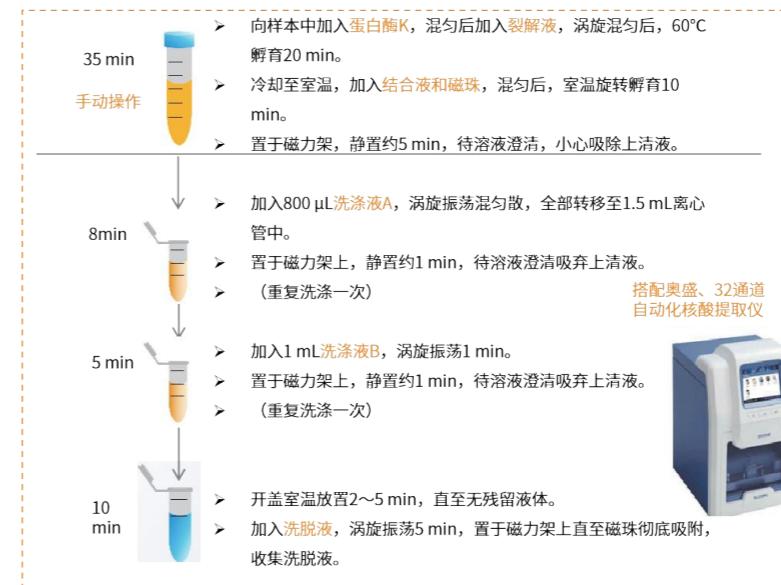 35 min
手动操作
➢ 向样本中加入蛋白酶K，混匀后加入裂解液，涡旋混匀后，60℃
孵育20 min。
➢ 冷却至室温，加入结合液和磁珠，混匀后，室温旋转孵育10
min。
➢ 置于磁力架，静置约5 min，待溶液澄清，小心吸除上清液。
8min
➢ 加入800 μL洗涤液A，涡旋振荡混匀散，全部转移至1.5 mL离心
管中。
➢ 置于磁力架上，静置约1 min，待溶液澄清吸弃上清液。
➢ （重复洗涤一次）
搭配奥盛、32通道
自动化核酸提取仪
5 min
➢ 加入1 mL洗涤液B，涡旋振荡1 min。
➢ 置于磁力架上，静置约1 min，待溶液澄清吸弃上清液。
➢ （重复洗涤一次）
10
min
➢ 开盖室温放置2～5 min，直至无残留液体。
➢ 加入洗脱液，涡旋振荡5 min，置于磁力架上直至磁珠彻底吸附，
收集洗脱液。